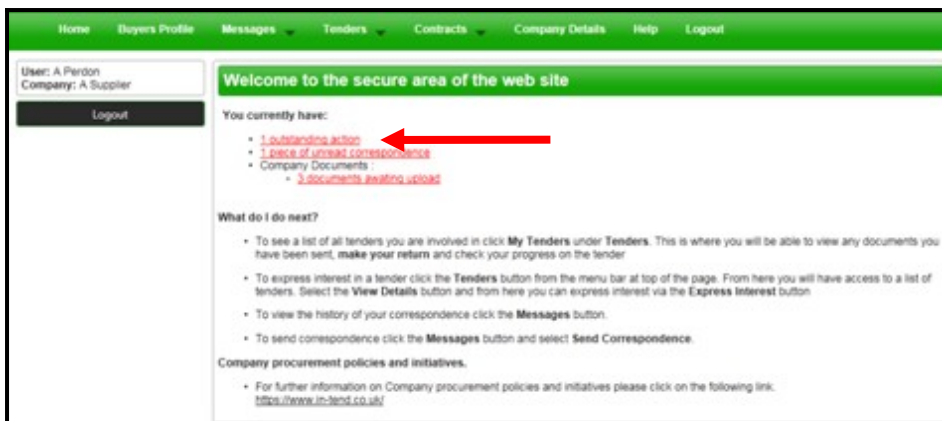 Home Buyers Profile Messages Tenders Contracts Company Details Help Logout
User: A Perdon
Company: A Supplier
Logout
Welcome to the secure area of the web site
You currently have:
• 1 outstanding action
• 1 piece of unread correspondence
• Company Documents :
• 3 documents awaiting upload
What do I do next?
• To see a list of all tenders you are involved in click My Tenders under Tenders. This is where you will be able to view any documents you
have been sent, make your return and check your progress on the tender
• To express interest in a tender click the Tenders button from the menu bar at top of the page. From here you will have access to a list of
tenders. Select the View Details button and from here you can express interest via the Express Interest button
• To view the history of your correspondence click the Messages button.
• To send correspondence click the Messages button and select Send Correspondence.
Company procurement policies and initiatives.
• For further information on Company procurement policies and initiatives please click on the following link.
https://www.in-tend.co.uk/